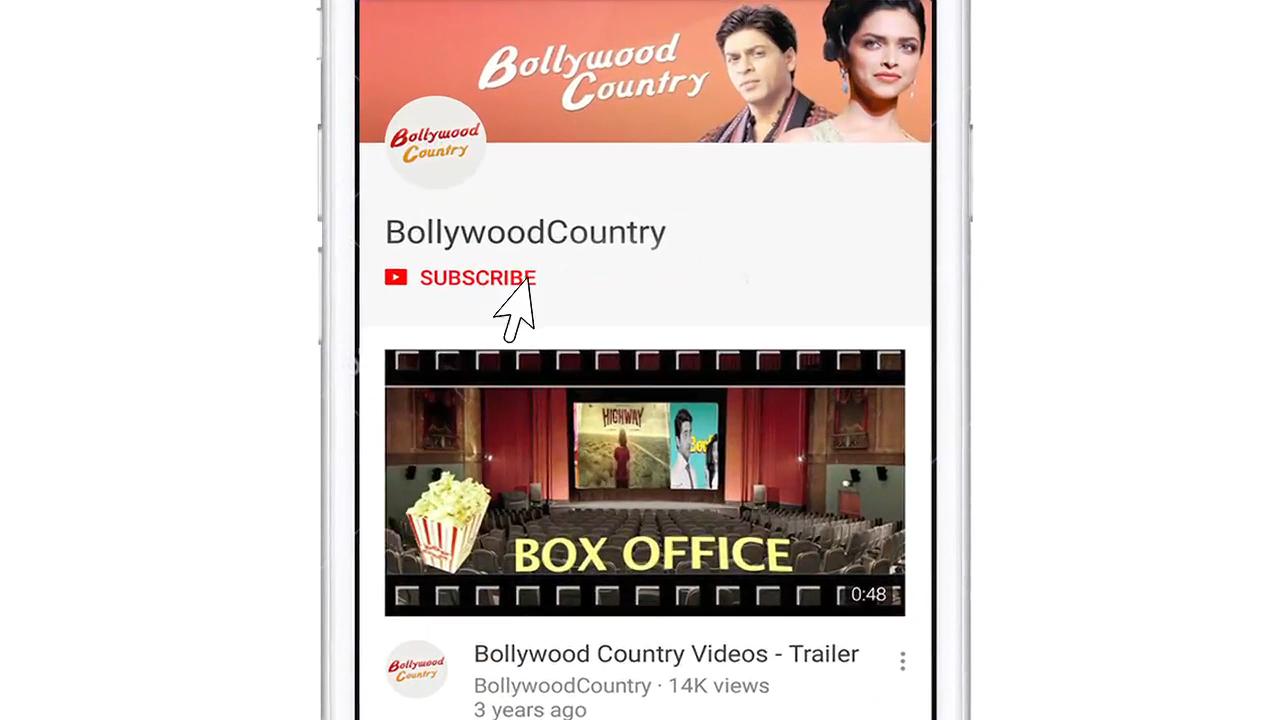 Bollywood
Country
Bollywood
Country
BollywoodCountry
SUBSCRIBE
HIGHWAY
BOX OFFICE
0:48
Bollywood Country Videos - Trailer
Bollywood
Country
BollywoodCountry · 14K views
3 years ago